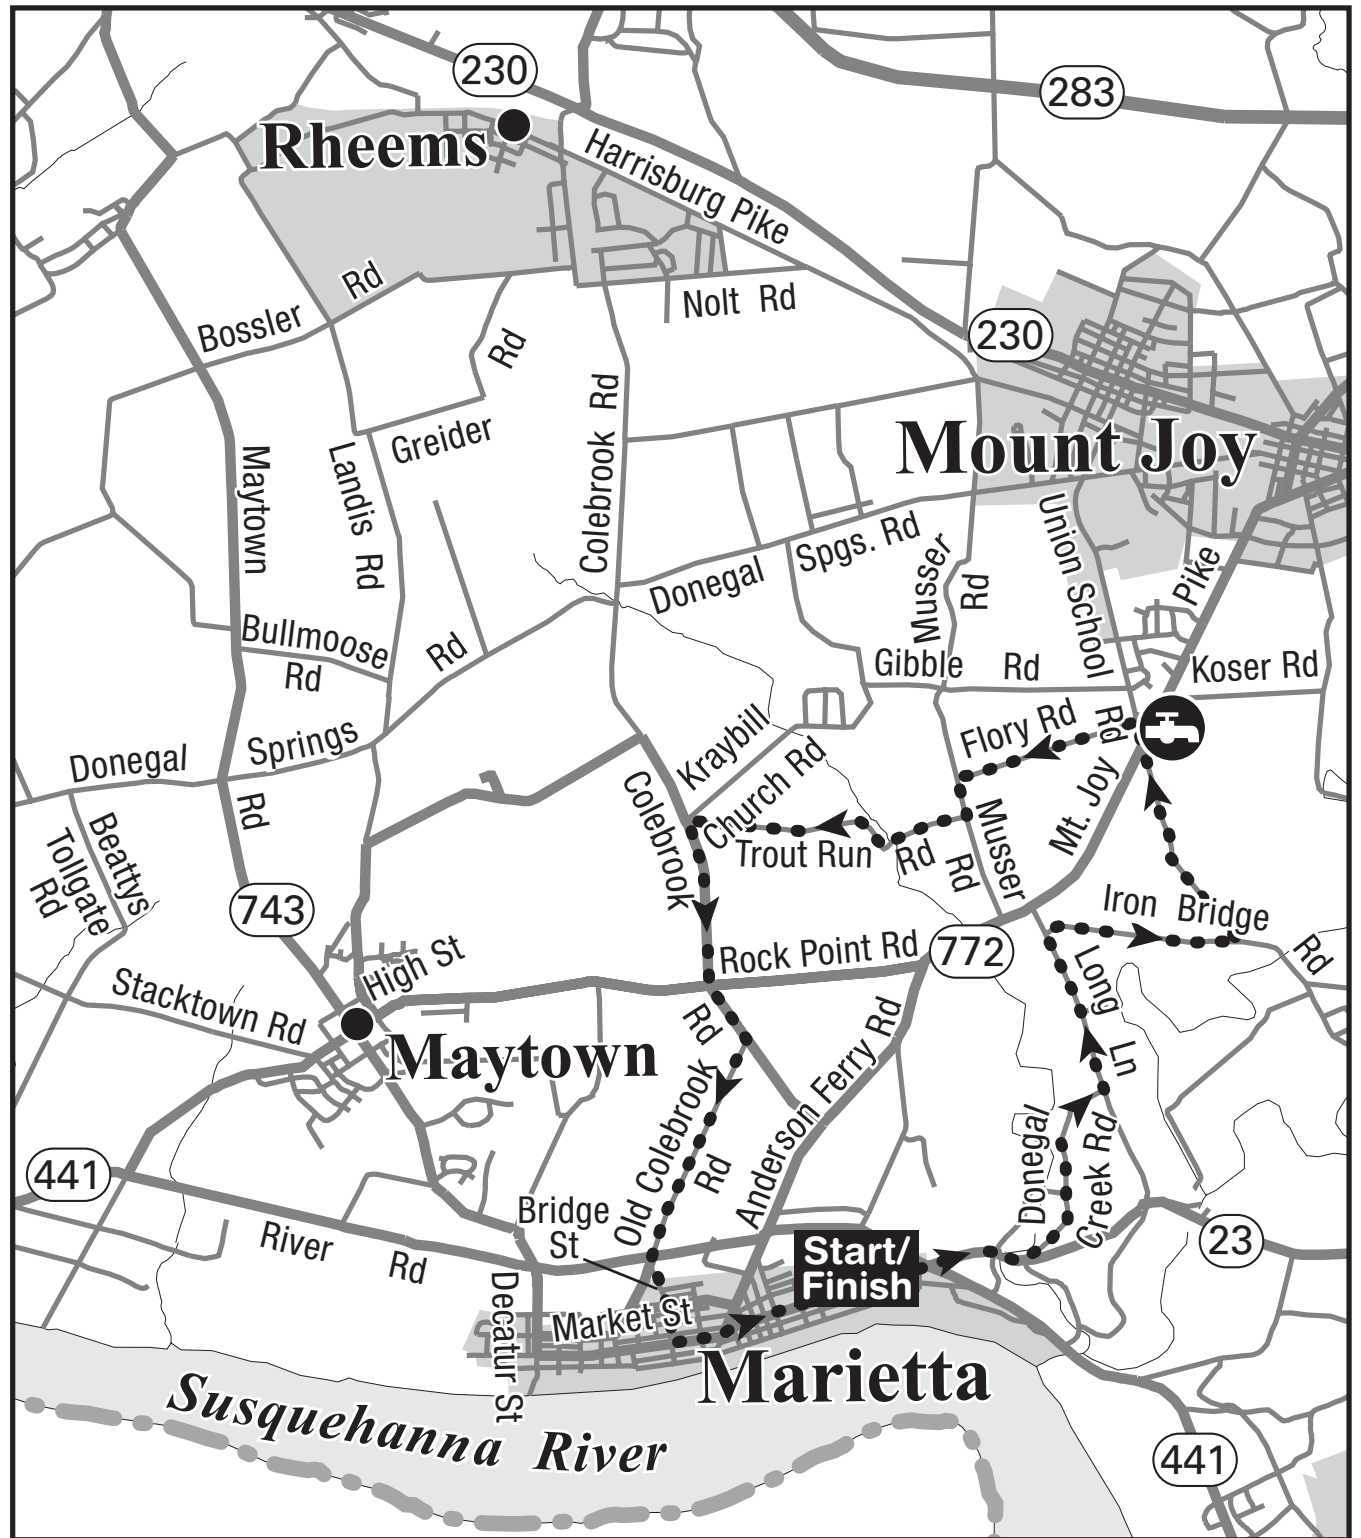 230
283
Rheems
Harrisburg Pike
Bossler Rd
Nolt Rd
230
Rd
Greider
Colebrook Rd
Mount Joy
Maytown
Landis Rd
Donegal Spgs. Rd
Musser Rd
Union School
Pike
Bullmoose
Rd
Rd
Gibble Rd
Koser Rd
Donegal Springs
Kraybill
Church Rd
Flory Rd
Rd
Mt. Joy
Rd
Beattys
Tollgate
Rd
Colebrook
Trout Run Rd
Musser
Rd
743
Iron Bridge
Rd
High St
Rock Point Rd
772
Long
Ln
Stacktown Rd
Maytown
Rd
Old Colebrook
Rd
Anderson Ferry Rd
Donegal
Creek Rd
441
River Rd
Bridge
St
Start/
Finish
23
Decatur St
Market St
Marietta
Susquehanna River
441